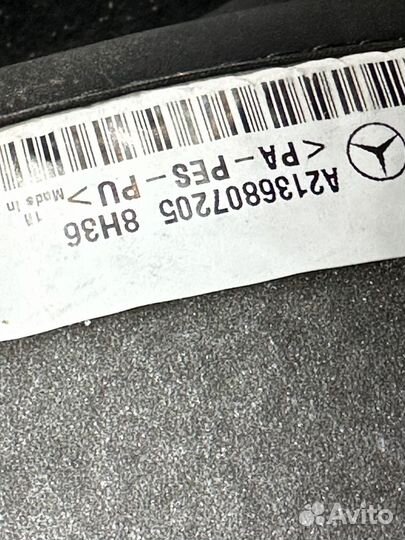 A2136807205 8H36
<PA-PES-PU>
Made in
Avito